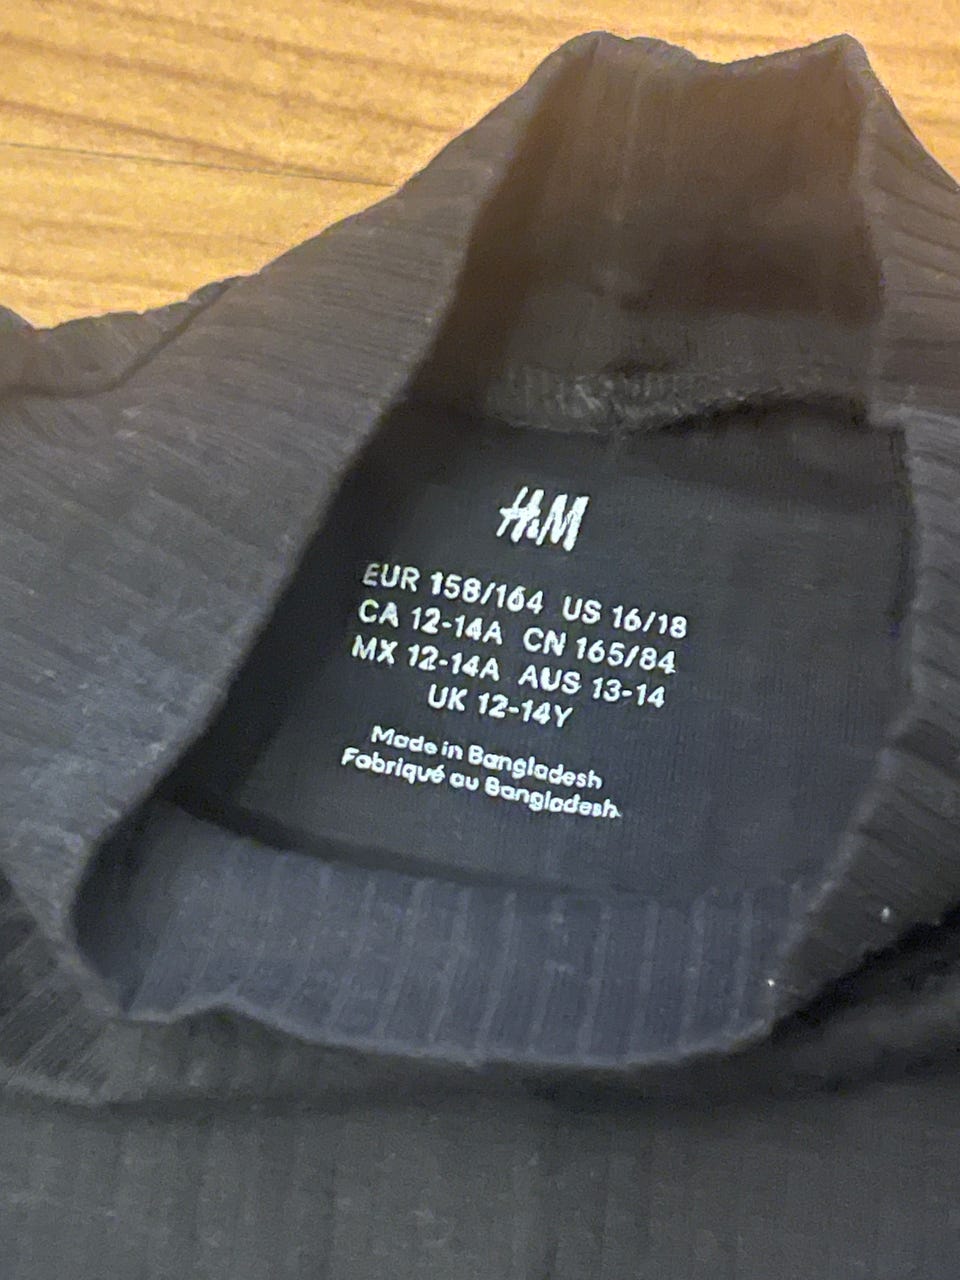 H&M
EUR 158/164 US 16/18
CA 12-14A CN 165/84
MX 12-14A AUS 13-14
UK 12-14Y
Made in Bangladesh
Fabriqué au Bangladesh